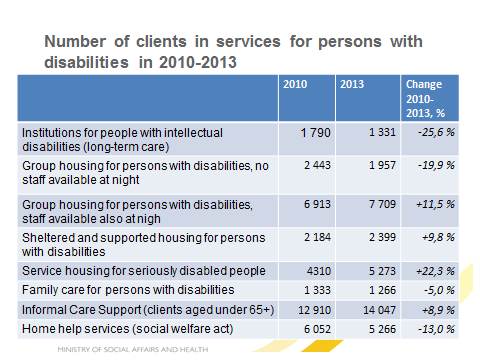 Number of clients in services for persons with
disabilities in 2010-2013
2010 2013 Change
2010-
2013, %
Institutions for people with intellectual
disabilities (long-term care) 1 790 1 331 -25,6 %
Group housing for persons with disabilities, no
staff available at night 2 443 1 957 -19,9 %
Group housing for persons with disabilities,
staff available also at nigh 6 913 7 709 +11,5 %
Sheltered and supported housing for persons
with disabilities 2 184 2 399 +9,8 %
Service housing for seriously disabled people 4310 5 273 +22,3 %
Family care for persons with disabilities 1 333 1 266 -5,0 %
Informal Care Support (clients aged under 65+) 12 910 14 047 +8,9 %
Home help services (social welfare act) 6 052 5 266 -13,0 %
MINISTRY OF SOCIAL AFFAIRS AND HEALTH